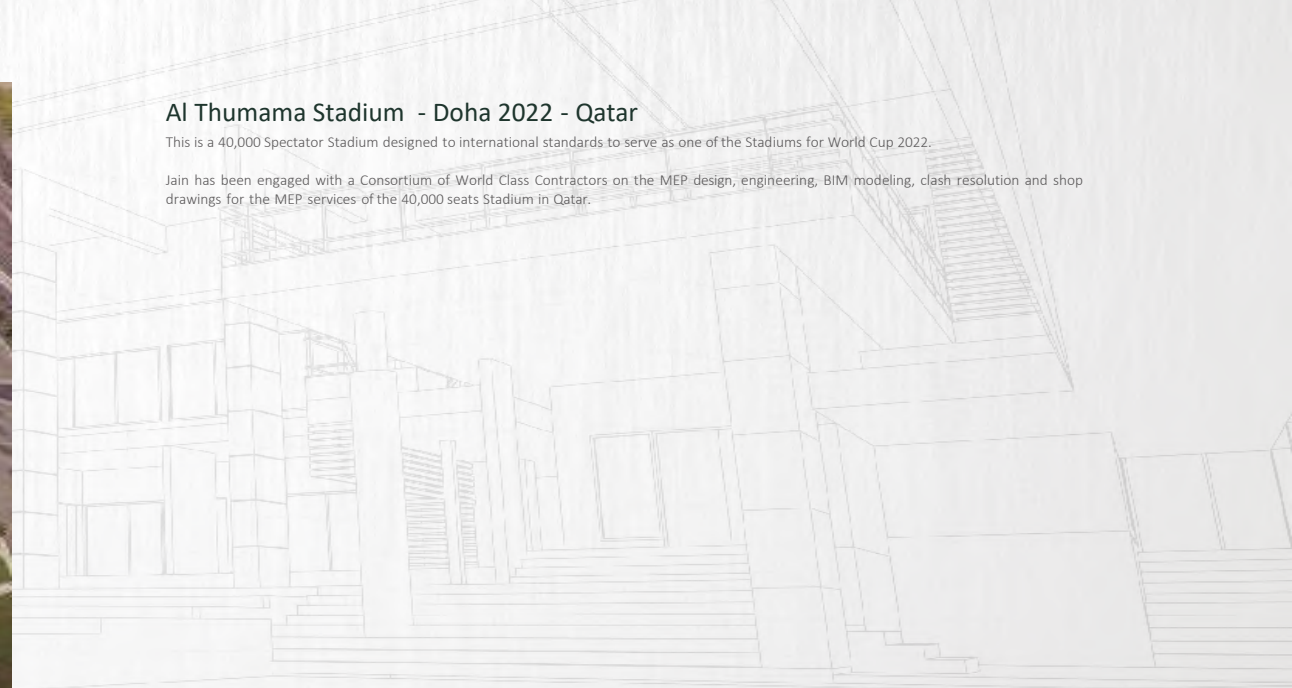 Al Thumama Stadium - Doha 2022 - Qatar
This is a 40,000 Spectator Stadium designed to international standards to serve as one of the Stadiums for World Cup 2022.
Jain has been engaged with a Consortium of World Class Contractors on the MEP design, engineering, BIM modeling, clash resolution and shop
drawings for the MEP services of the 40,000 seats Stadium in Qatar.